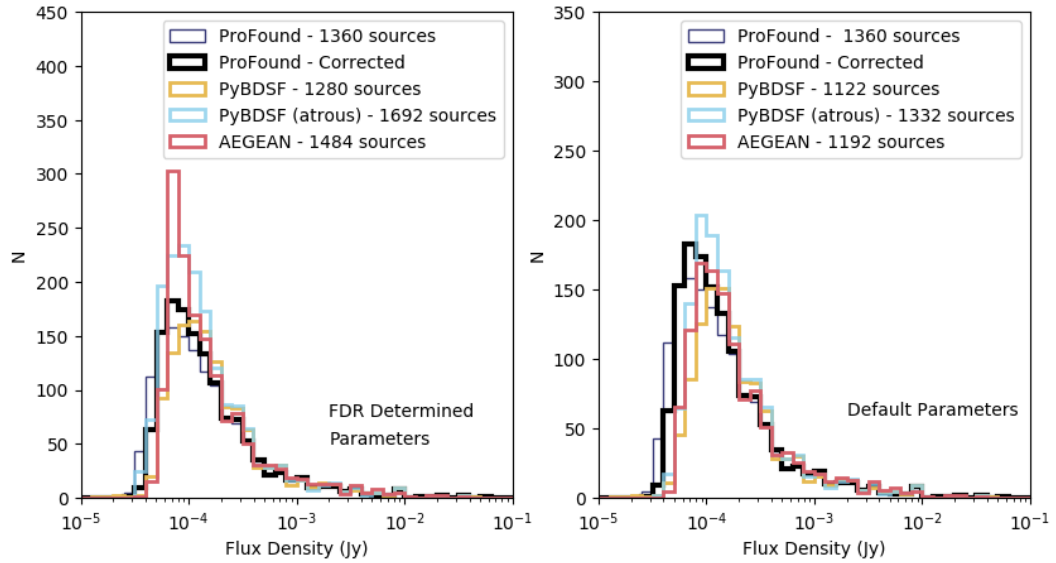 450
400
350
300
250
200
150
100
50
0
N
ProFound - 1360 sources
ProFound - Corrected
PyBDSF - 1280 sources
PyBDSF (atrous) - 1692 sources
AEGEAN - 1484 sources
FDR Determined
Parameters
10⁻⁵ 10⁻⁴ 10⁻³ 10⁻² 10⁻¹
Flux Density (Jy)
350
300
250
200
150
100
50
0
N
ProFound - 1360 sources
ProFound - Corrected
PyBDSF - 1122 sources
PyBDSF (atrous) - 1332 sources
AEGEAN - 1192 sources
Default Parameters
10⁻⁵ 10⁻⁴ 10⁻³ 10⁻² 10⁻¹
Flux Density (Jy)